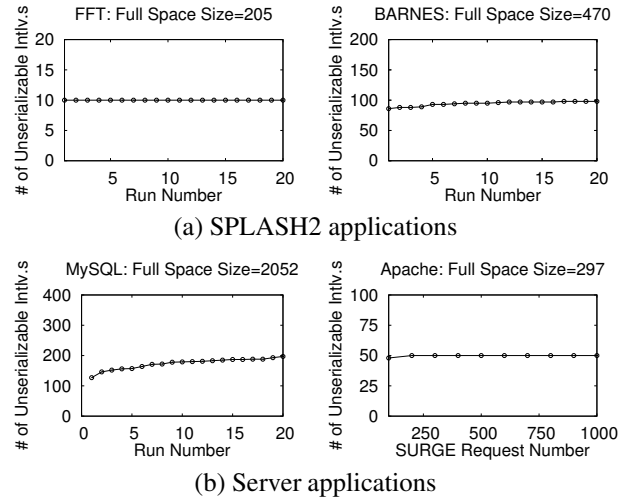 FFT: Full Space Size=205
# of Unserializable Intlv.s
20
15
10
5
0
5 10 15 20
Run Number
BARNES: Full Space Size=470
# of Unserializable Intlv.s
200
150
100
50
0
5 10 15 20
Run Number
(a) SPLASH2 applications
MySQL: Full Space Size=2052
# of Unserializable Intlv.s
400
300
200
100
0
0 5 10 15 20
Run Number
Apache: Full Space Size=297
# of Unserializable Intlv.s
100
75
50
25
0
250 500 750 1000
SURGE Request Number
(b) Server applications